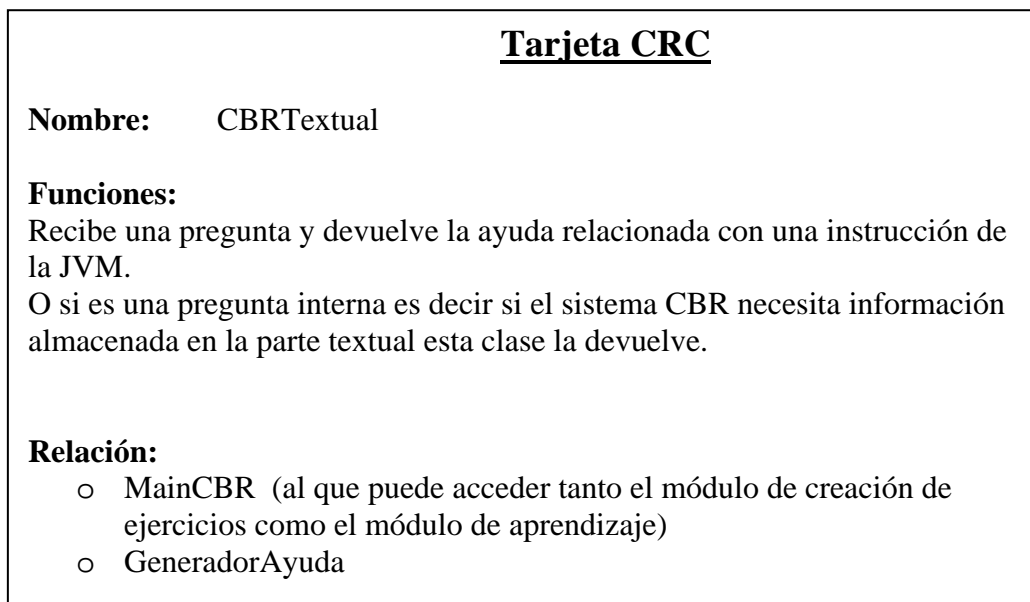 Tarjeta CRC
Nombre: CBRTextual
Funciones:
Recibe una pregunta y devuelve la ayuda relacionada con una instrucción de
la JVM.
O si es una pregunta interna es decir si el sistema CBR necesita información
almacenada en la parte textual esta clase la devuelve.
Relación:
o MainCBR (al que puede acceder tanto el módulo de creación de
ejercicios como el módulo de aprendizaje)
o GeneradorAyuda